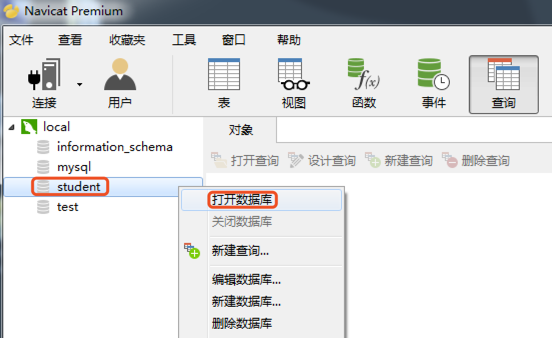 Navicat Premium
文件 查看 收藏夹 工具 窗口 帮助
连接 用户 表 视图 f(x) 函数 事件 查询
local
information_schema
mysql
student
test
对象
打开查询 设计查询 新建查询 删除查询
打开数据库
关闭数据库
新建查询...
编辑数据库...
新建数据库...
删除数据库